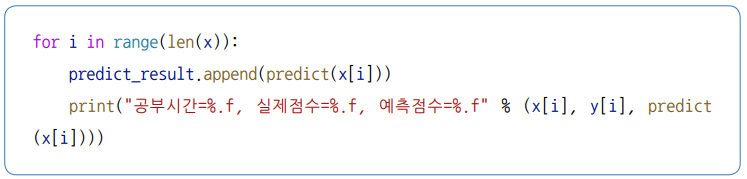 for i in range(len(x)):
    predict_result.append(predict(x[i]))
    print("공부시간=%.f, 실제점수=%.f, 예측점수=%.f" % (x[i], y[i], predict
(x[i])))